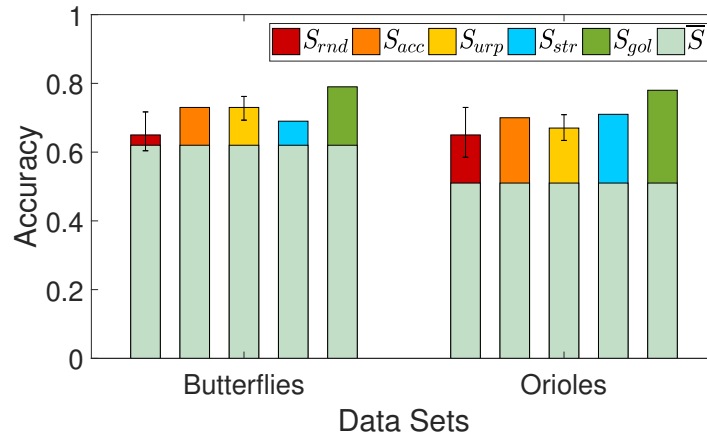 S_rnd S_acc S_urp S_str S_gol S̅
1
0.8
0.6
0.4
0.2
0
Accuracy
Butterflies Orioles
Data Sets